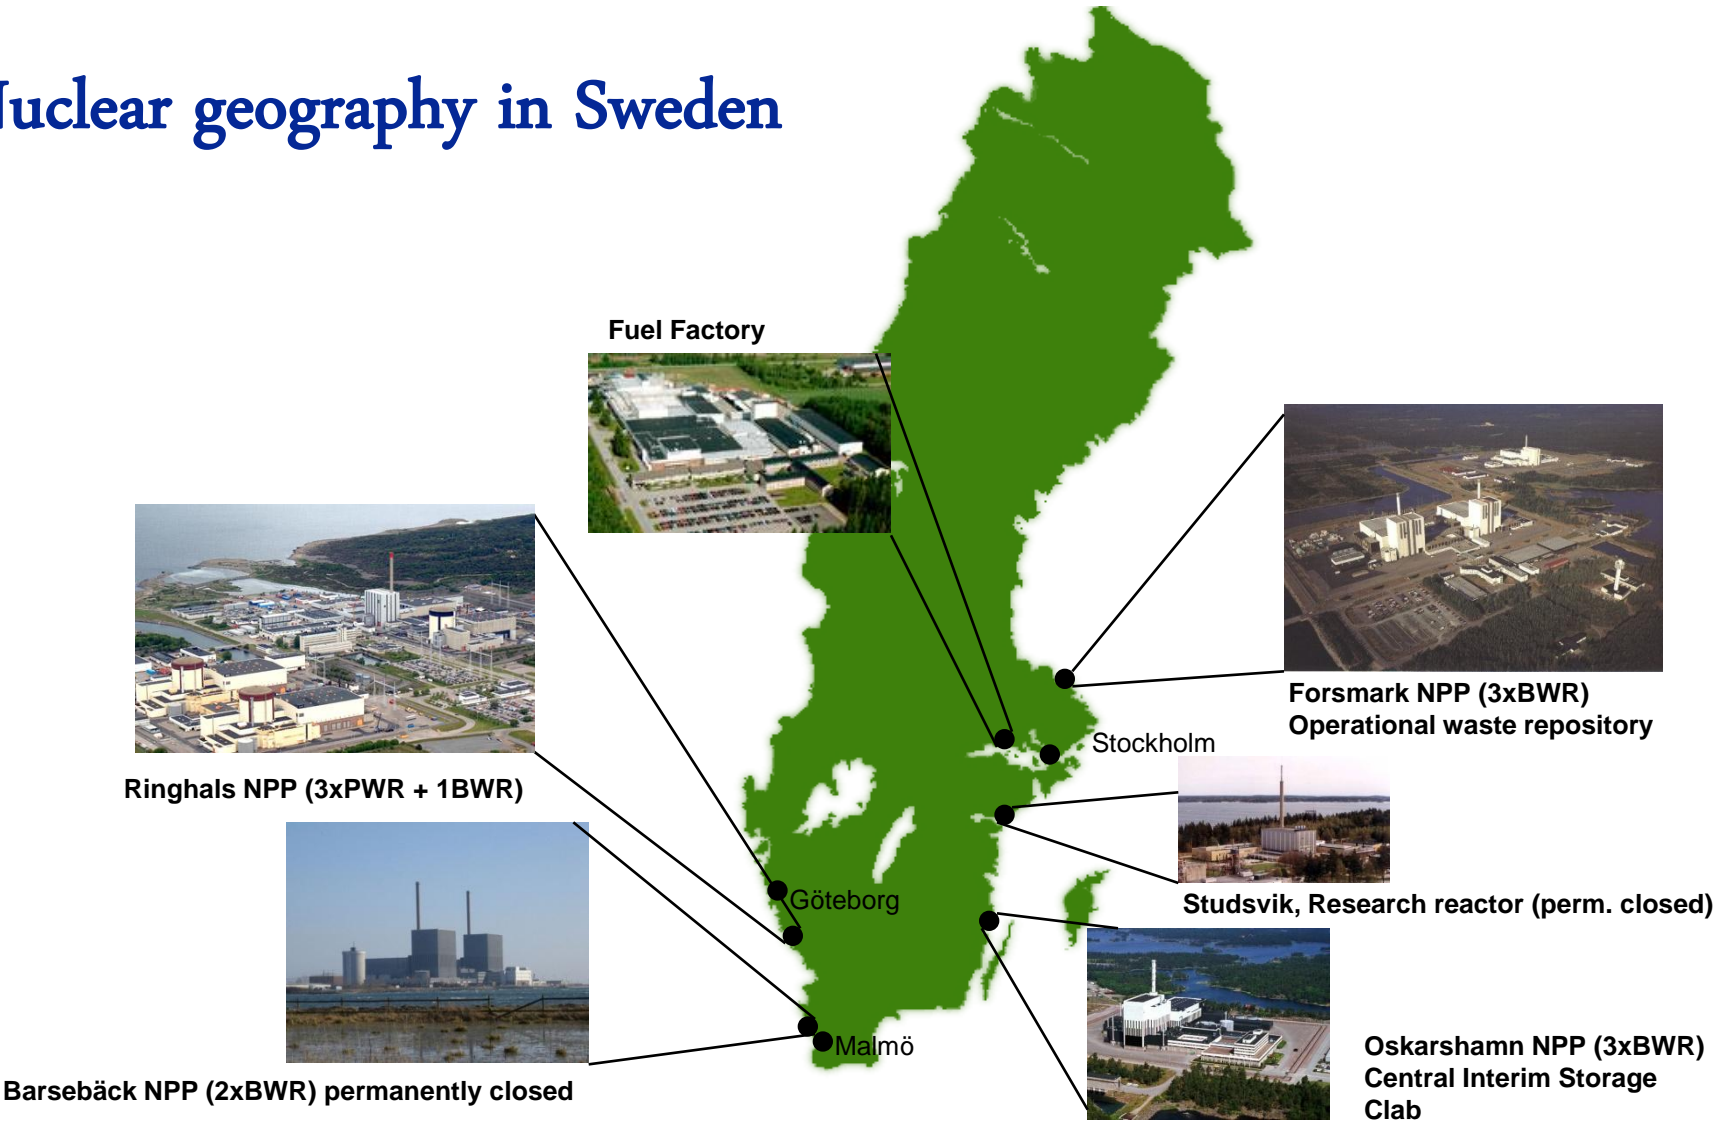 Nuclear geography in Sweden
Fuel Factory
Forsmark NPP (3xBWR)
Operational waste repository
Stockholm
Ringhals NPP (3xPWR + 1BWR)
Studsvik, Research reactor (perm. closed)
Göteborg
Malmö
Oskarshamn NPP (3xBWR)
Central Interim Storage
Clab
Barsebäck NPP (2xBWR) permanently closed